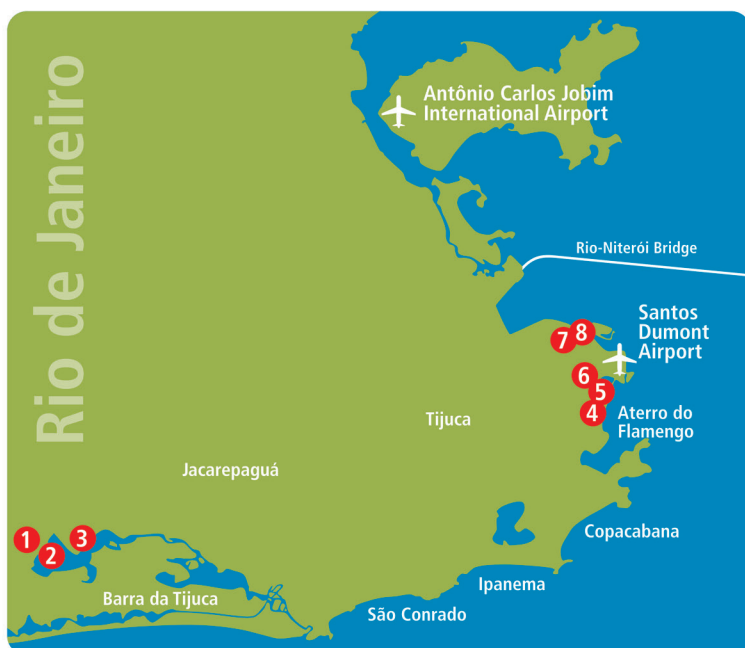 Rio de Janeiro
Antônio Carlos Jobim
International Airport
Rio-Niterói Bridge
Santos
Dumont
Airport
8
7
6
5
4
Aterro do
Flamengo
Tijuca
Jacarepaguá
1
2
3
Copacabana
Ipanema
Barra da Tijuca
São Conrado